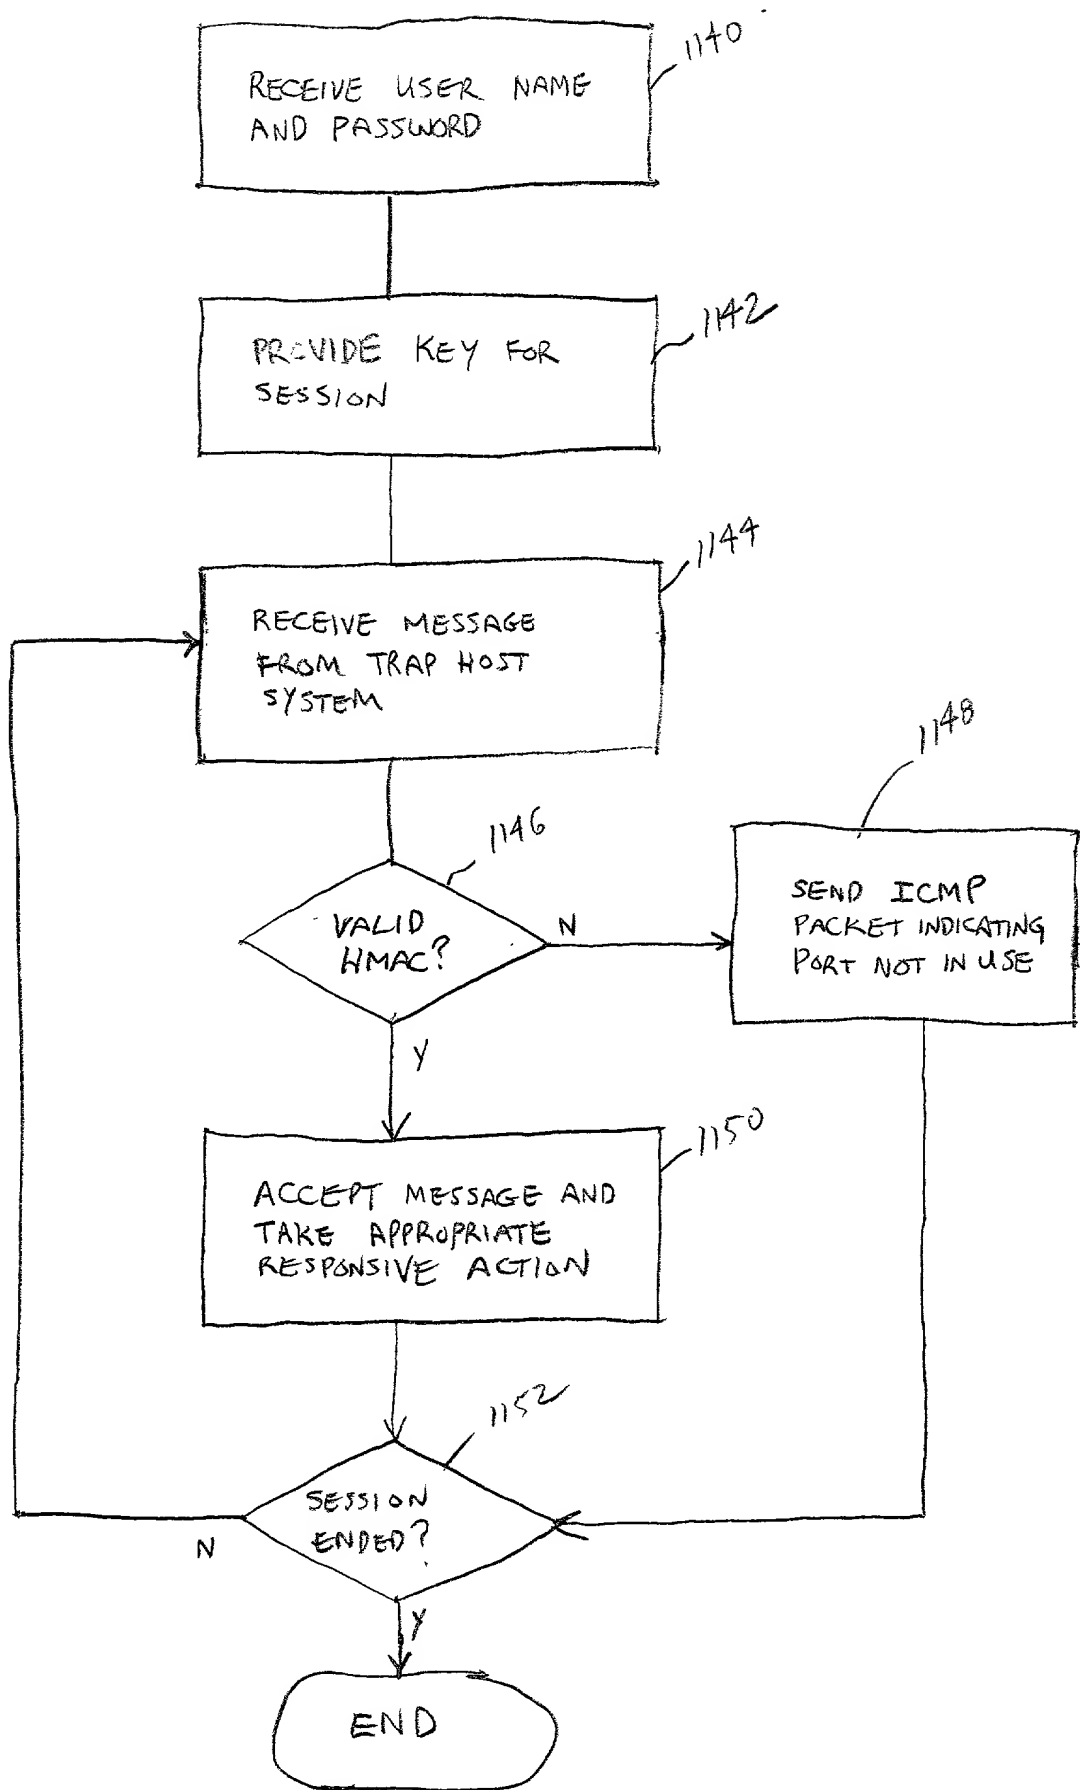 1140
RECEIVE USER NAME
AND PASSWORD
1142
PROVIDE KEY FOR
SESSION
1144
RECEIVE MESSAGE
FROM TRAP HOST
SYSTEM
1146
VALID
HMAC?
N
Y
1148
SEND ICMP
PACKET INDICATING
PORT NOT IN USE
1150
ACCEPT MESSAGE AND
TAKE APPROPRIATE
RESPONSIVE ACTION
1152
SESSION
ENDED?
N
Y
END